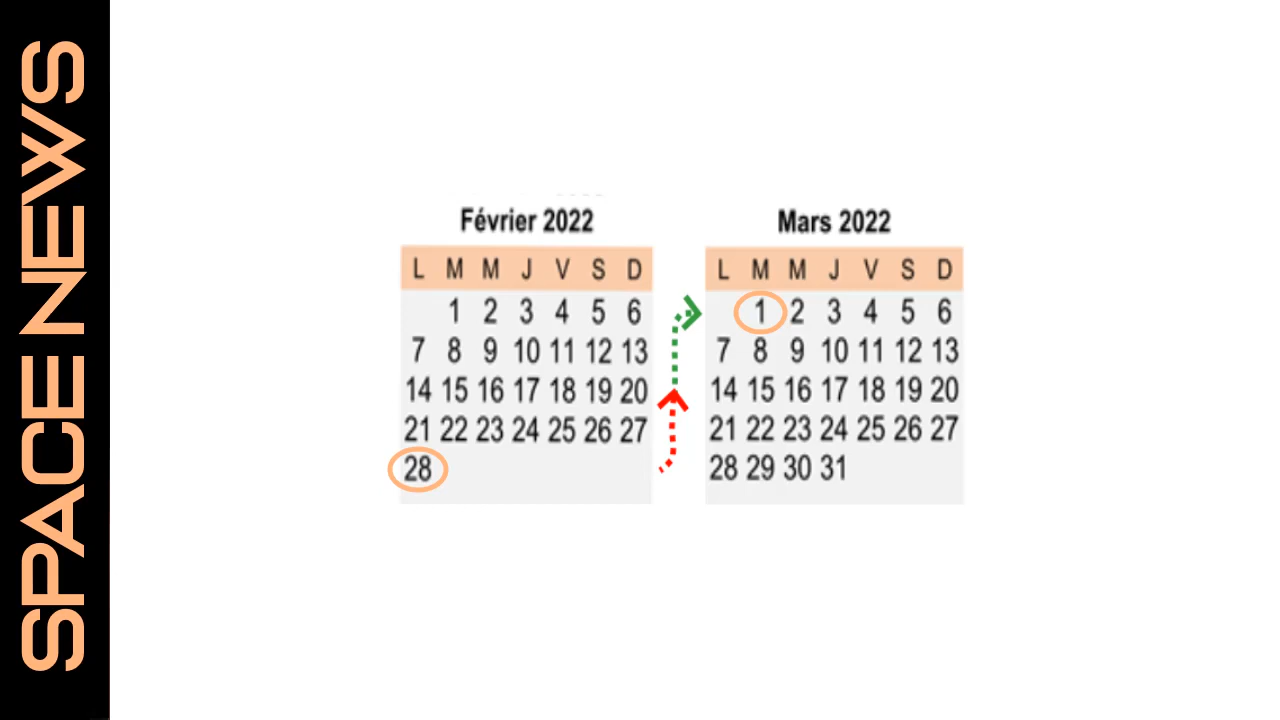 SPACE NEWS
Février 2022
L M M J V S D
1 2 3 4 5 6
7 8 9 10 11 12 13
14 15 16 17 18 19 20
21 22 23 24 25 26 27
28
Mars 2022
L M M J V S D
1 2 3 4 5 6
7 8 9 10 11 12 13
14 15 16 17 18 19 20
21 22 23 24 25 26 27
28 29 30 31